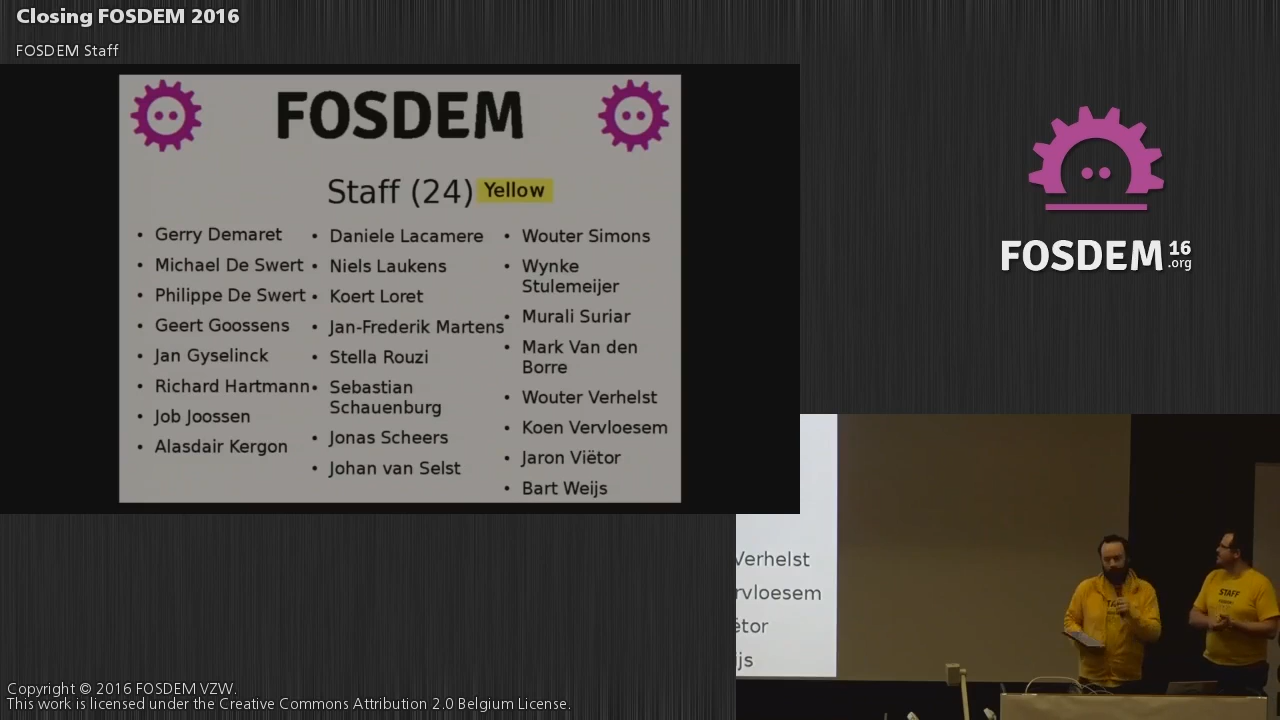 Closing FOSDEM 2016
FOSDEM Staff
FOSDEM
Staff (24) Yellow
• Gerry Demaret
• Michael De Swert
• Philippe De Swert
• Geert Goossens
• Jan Gyselinck
• Richard Hartmann
• Job Joossen
• Alasdair Kergon
• Daniele Lacamere
• Niels Laukens
• Koert Loret
• Jan-Frederik Martens
• Stella Rouzi
• Sebastian
Schauenburg
• Jonas Scheers
• Johan van Selst
• Wouter Simons
• Wynke
Stulemeijer
• Murali Suriar
• Mark Van den
Borre
• Wouter Verhelst
• Koen Vervloesem
• Jaron Viëtor
• Bart Weijs
FOSDEM 16
.org
Verhelst
rvloesem
ëtor
ijs
STAFF
Copyright © 2016 FOSDEM VZW.
This work is licensed under the Creative Commons Attribution 2.0 Belgium License.